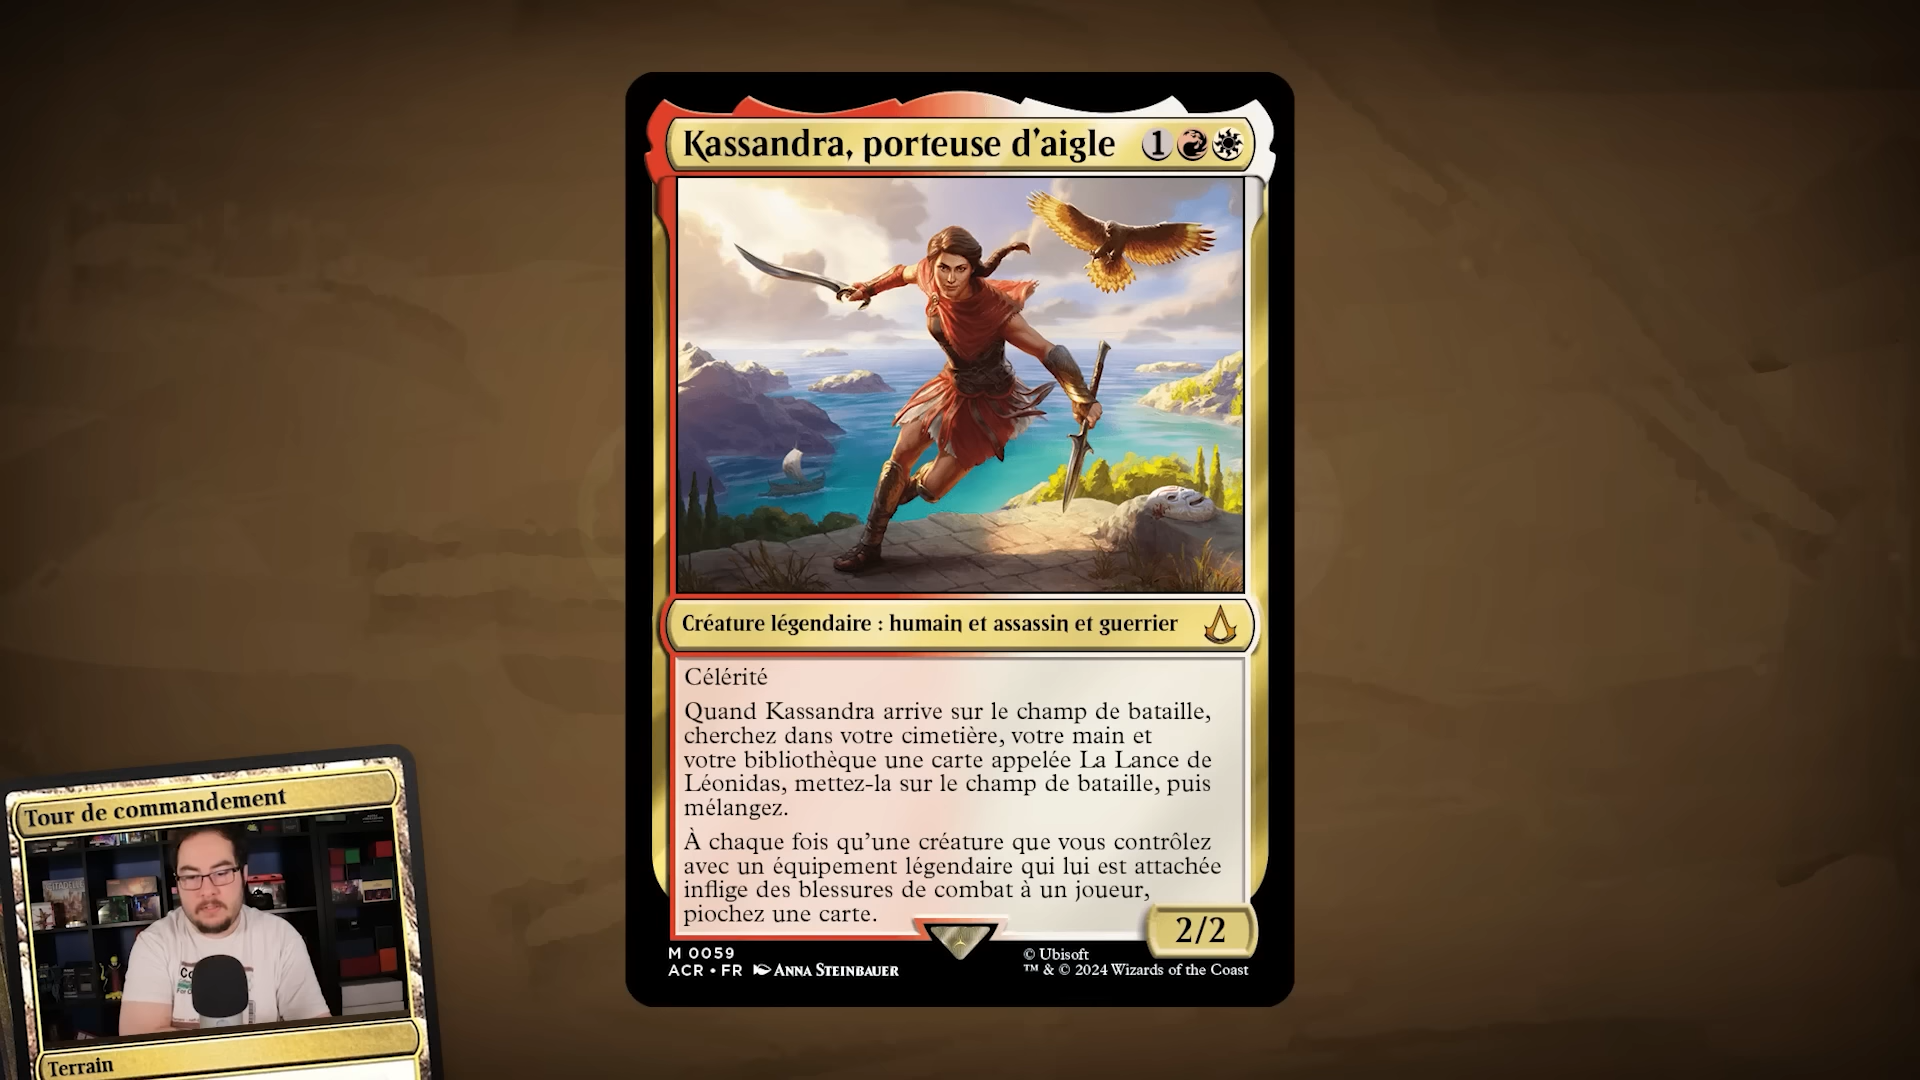 Kassandra, porteuse d'aigle
1
Créature légendaire : humain et assassin et guerrier
Célérité
Quand Kassandra arrive sur le champ de bataille,
cherchez dans votre cimetière, votre main et
votre bibliothèque une carte appelée La Lance de
Léonidas, mettez-la sur le champ de bataille, puis
mélangez.
À chaque fois qu'une créature que vous contrôlez
avec un équipement légendaire qui lui est attachée
inflige des blessures de combat à un joueur,
piochez une carte.
2/2
M 0059
ACR • FR Anna Steinbauer
© Ubisoft
™ & © 2024 Wizards of the Coast
Tour de commandement
Terrain